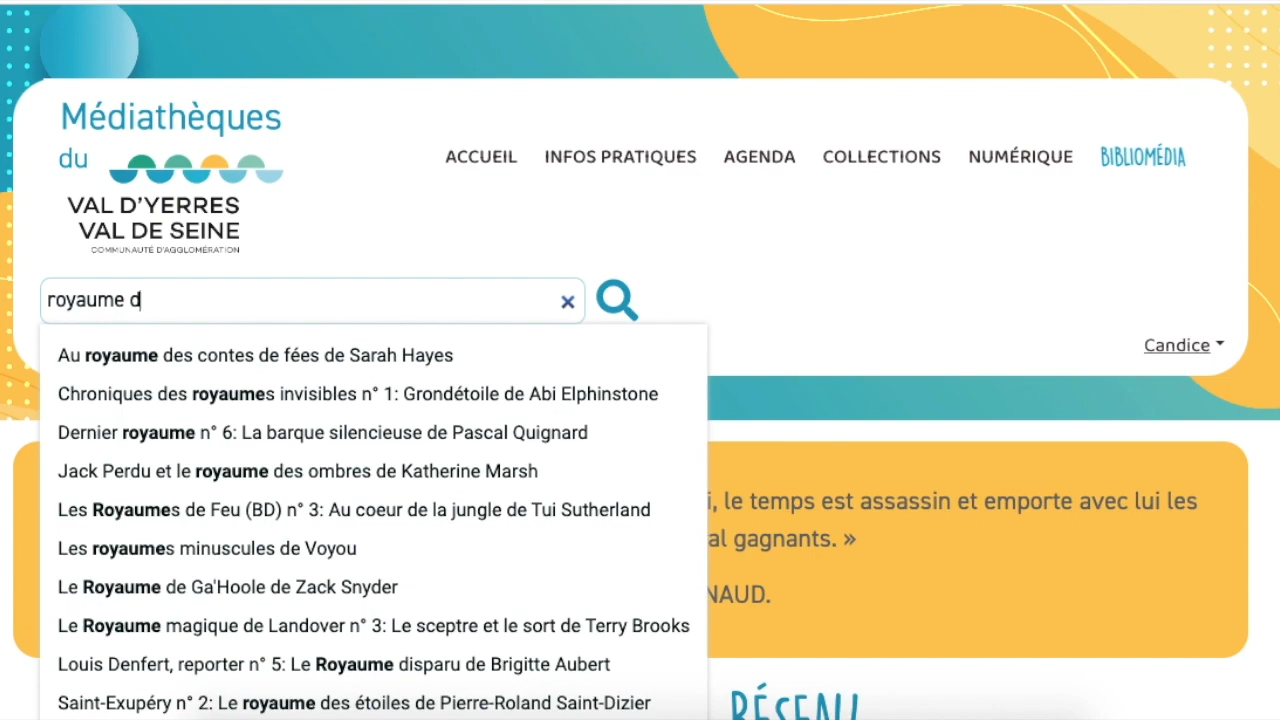 Médiathèques
du
VAL D'YERRES
VAL DE SEINE
COMMUNAUTÉ D'AGGLOMÉRATION
ACCUEIL INFOS PRATIQUES AGENDA COLLECTIONS NUMÉRIQUE BIBLIOMÉDIA
royaume d
Candice
Au royaume des contes de fées de Sarah Hayes
Chroniques des royaumes invisibles n° 1: Grondétoile de Abi Elphinstone
Dernier royaume n° 6: La barque silencieuse de Pascal Quignard
Jack Perdu et le royaume des ombres de Katherine Marsh
Les Royaumes de Feu (BD) n° 3: Au coeur de la jungle de Tui Sutherland
Les royaumes minuscules de Voyou
Le Royaume de Ga'Hoole de Zack Snyder
Le Royaume magique de Landover n° 3: Le sceptre et le sort de Terry Brooks
Louis Denfert, reporter n° 5: Le Royaume disparu de Brigitte Aubert
Saint-Exupéry n° 2: Le royaume des étoiles de Pierre-Roland Saint-Dizier
, le temps est assassin et emporte avec lui les
al gagnants. »
NAUD.
RÉSEAU